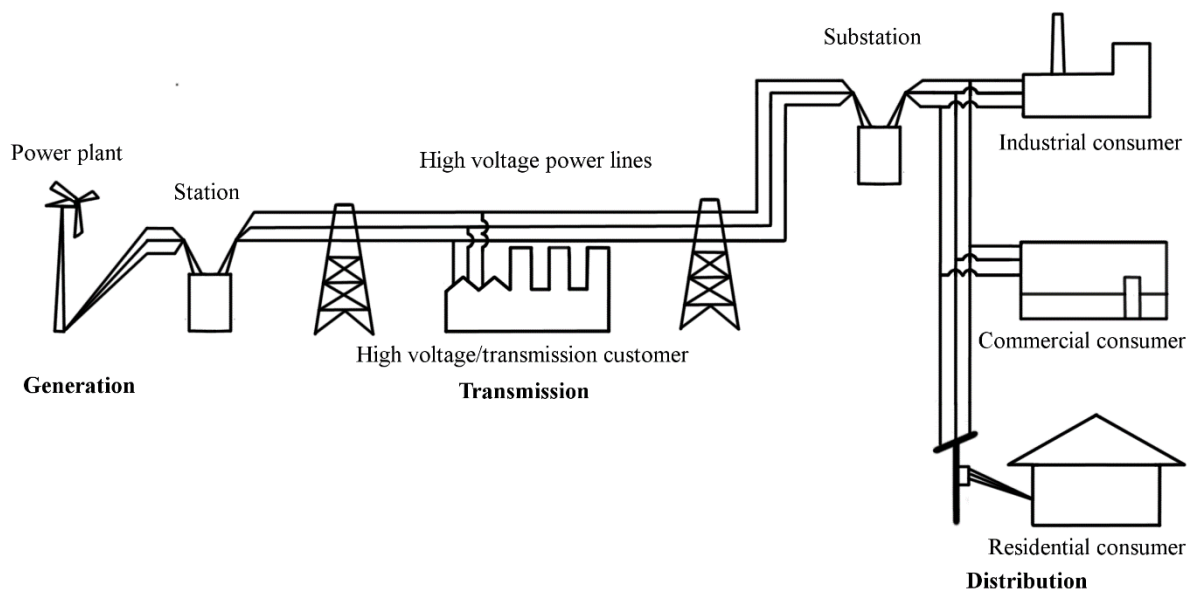 Substation
Industrial consumer
Power plant
High voltage power lines
Station
Commercial consumer
High voltage/transmission customer
Generation
Transmission
Residential consumer
Distribution